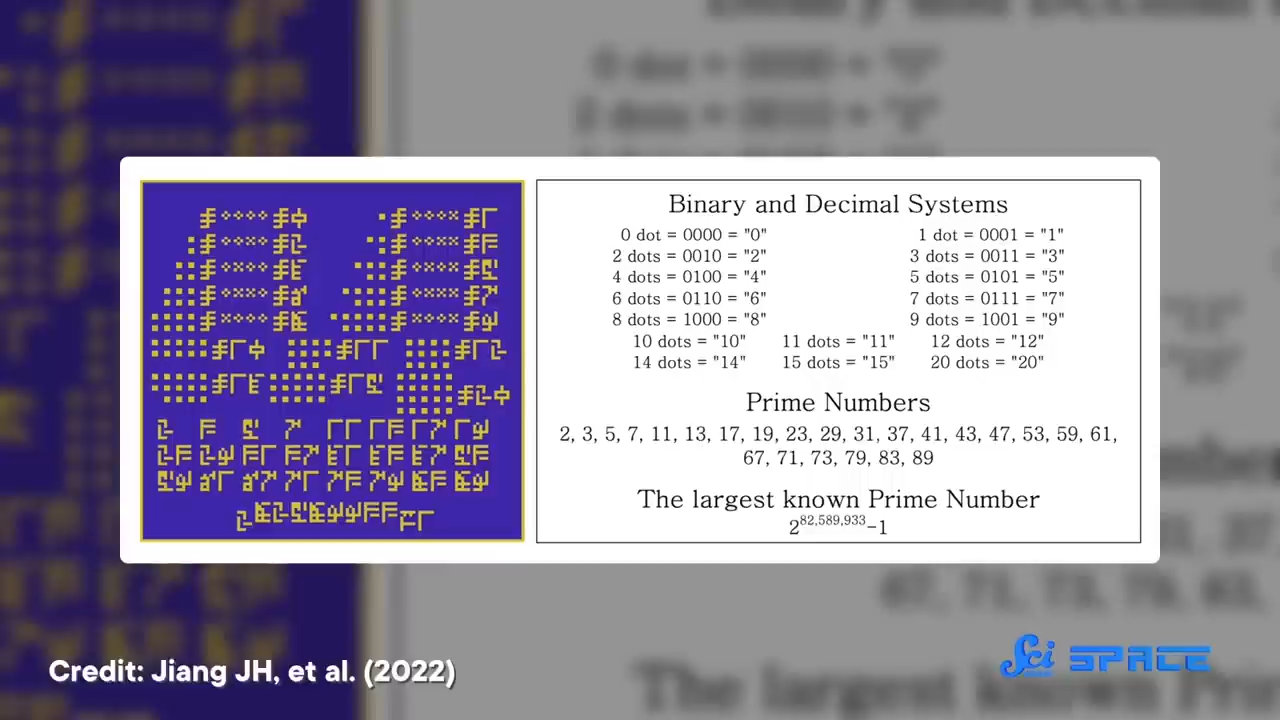 Binary and Decimal Systems
0 dot = 0000 = "0" 1 dot = 0001 = "1"
2 dots = 0010 = "2" 3 dots = 0011 = "3"
4 dots = 0100 = "4" 5 dots = 0101 = "5"
6 dots = 0110 = "6" 7 dots = 0111 = "7"
8 dots = 1000 = "8" 9 dots = 1001 = "9"
10 dots = "10" 11 dots = "11" 12 dots = "12"
14 dots = "14" 15 dots = "15" 20 dots = "20"
Prime Numbers
2, 3, 5, 7, 11, 13, 17, 19, 23, 29, 31, 37, 41, 43, 47, 53, 59, 61,
67, 71, 73, 79, 83, 89
The largest known Prime Number
2^82,589,933-1
Credit: Jiang JH, et al. (2022)
Sci SPACE